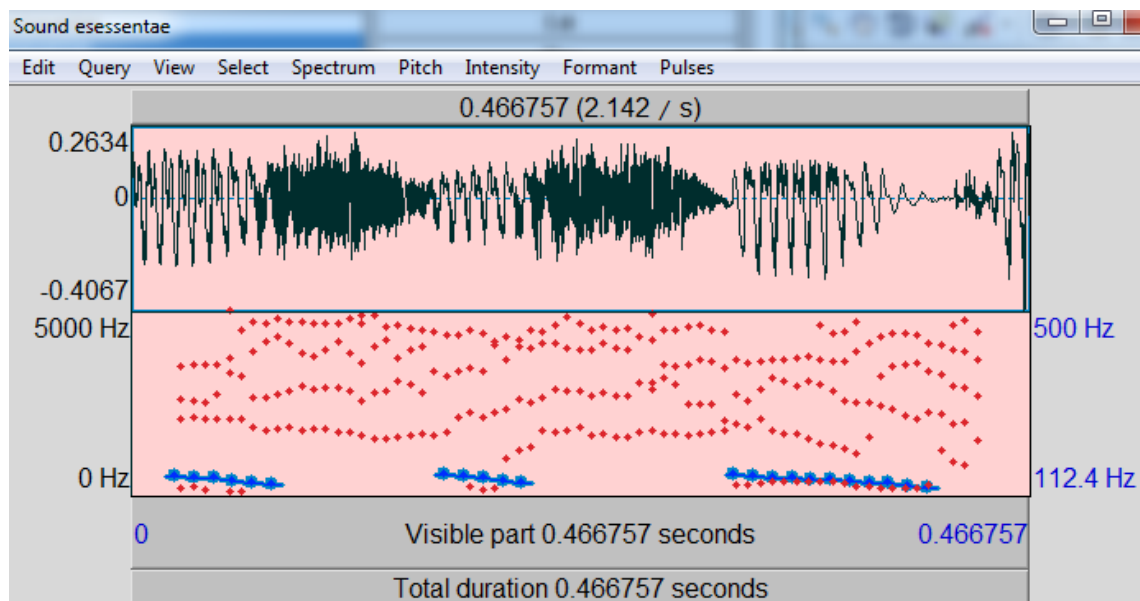 Sound esessentae
Edit Query View Select Spectrum Pitch Intensity Formant Pulses
0.466757 (2.142 / s)
0.2634
0
-0.4067
5000 Hz
500 Hz
0 Hz
112.4 Hz
0 Visible part 0.466757 seconds 0.466757
Total duration 0.466757 seconds